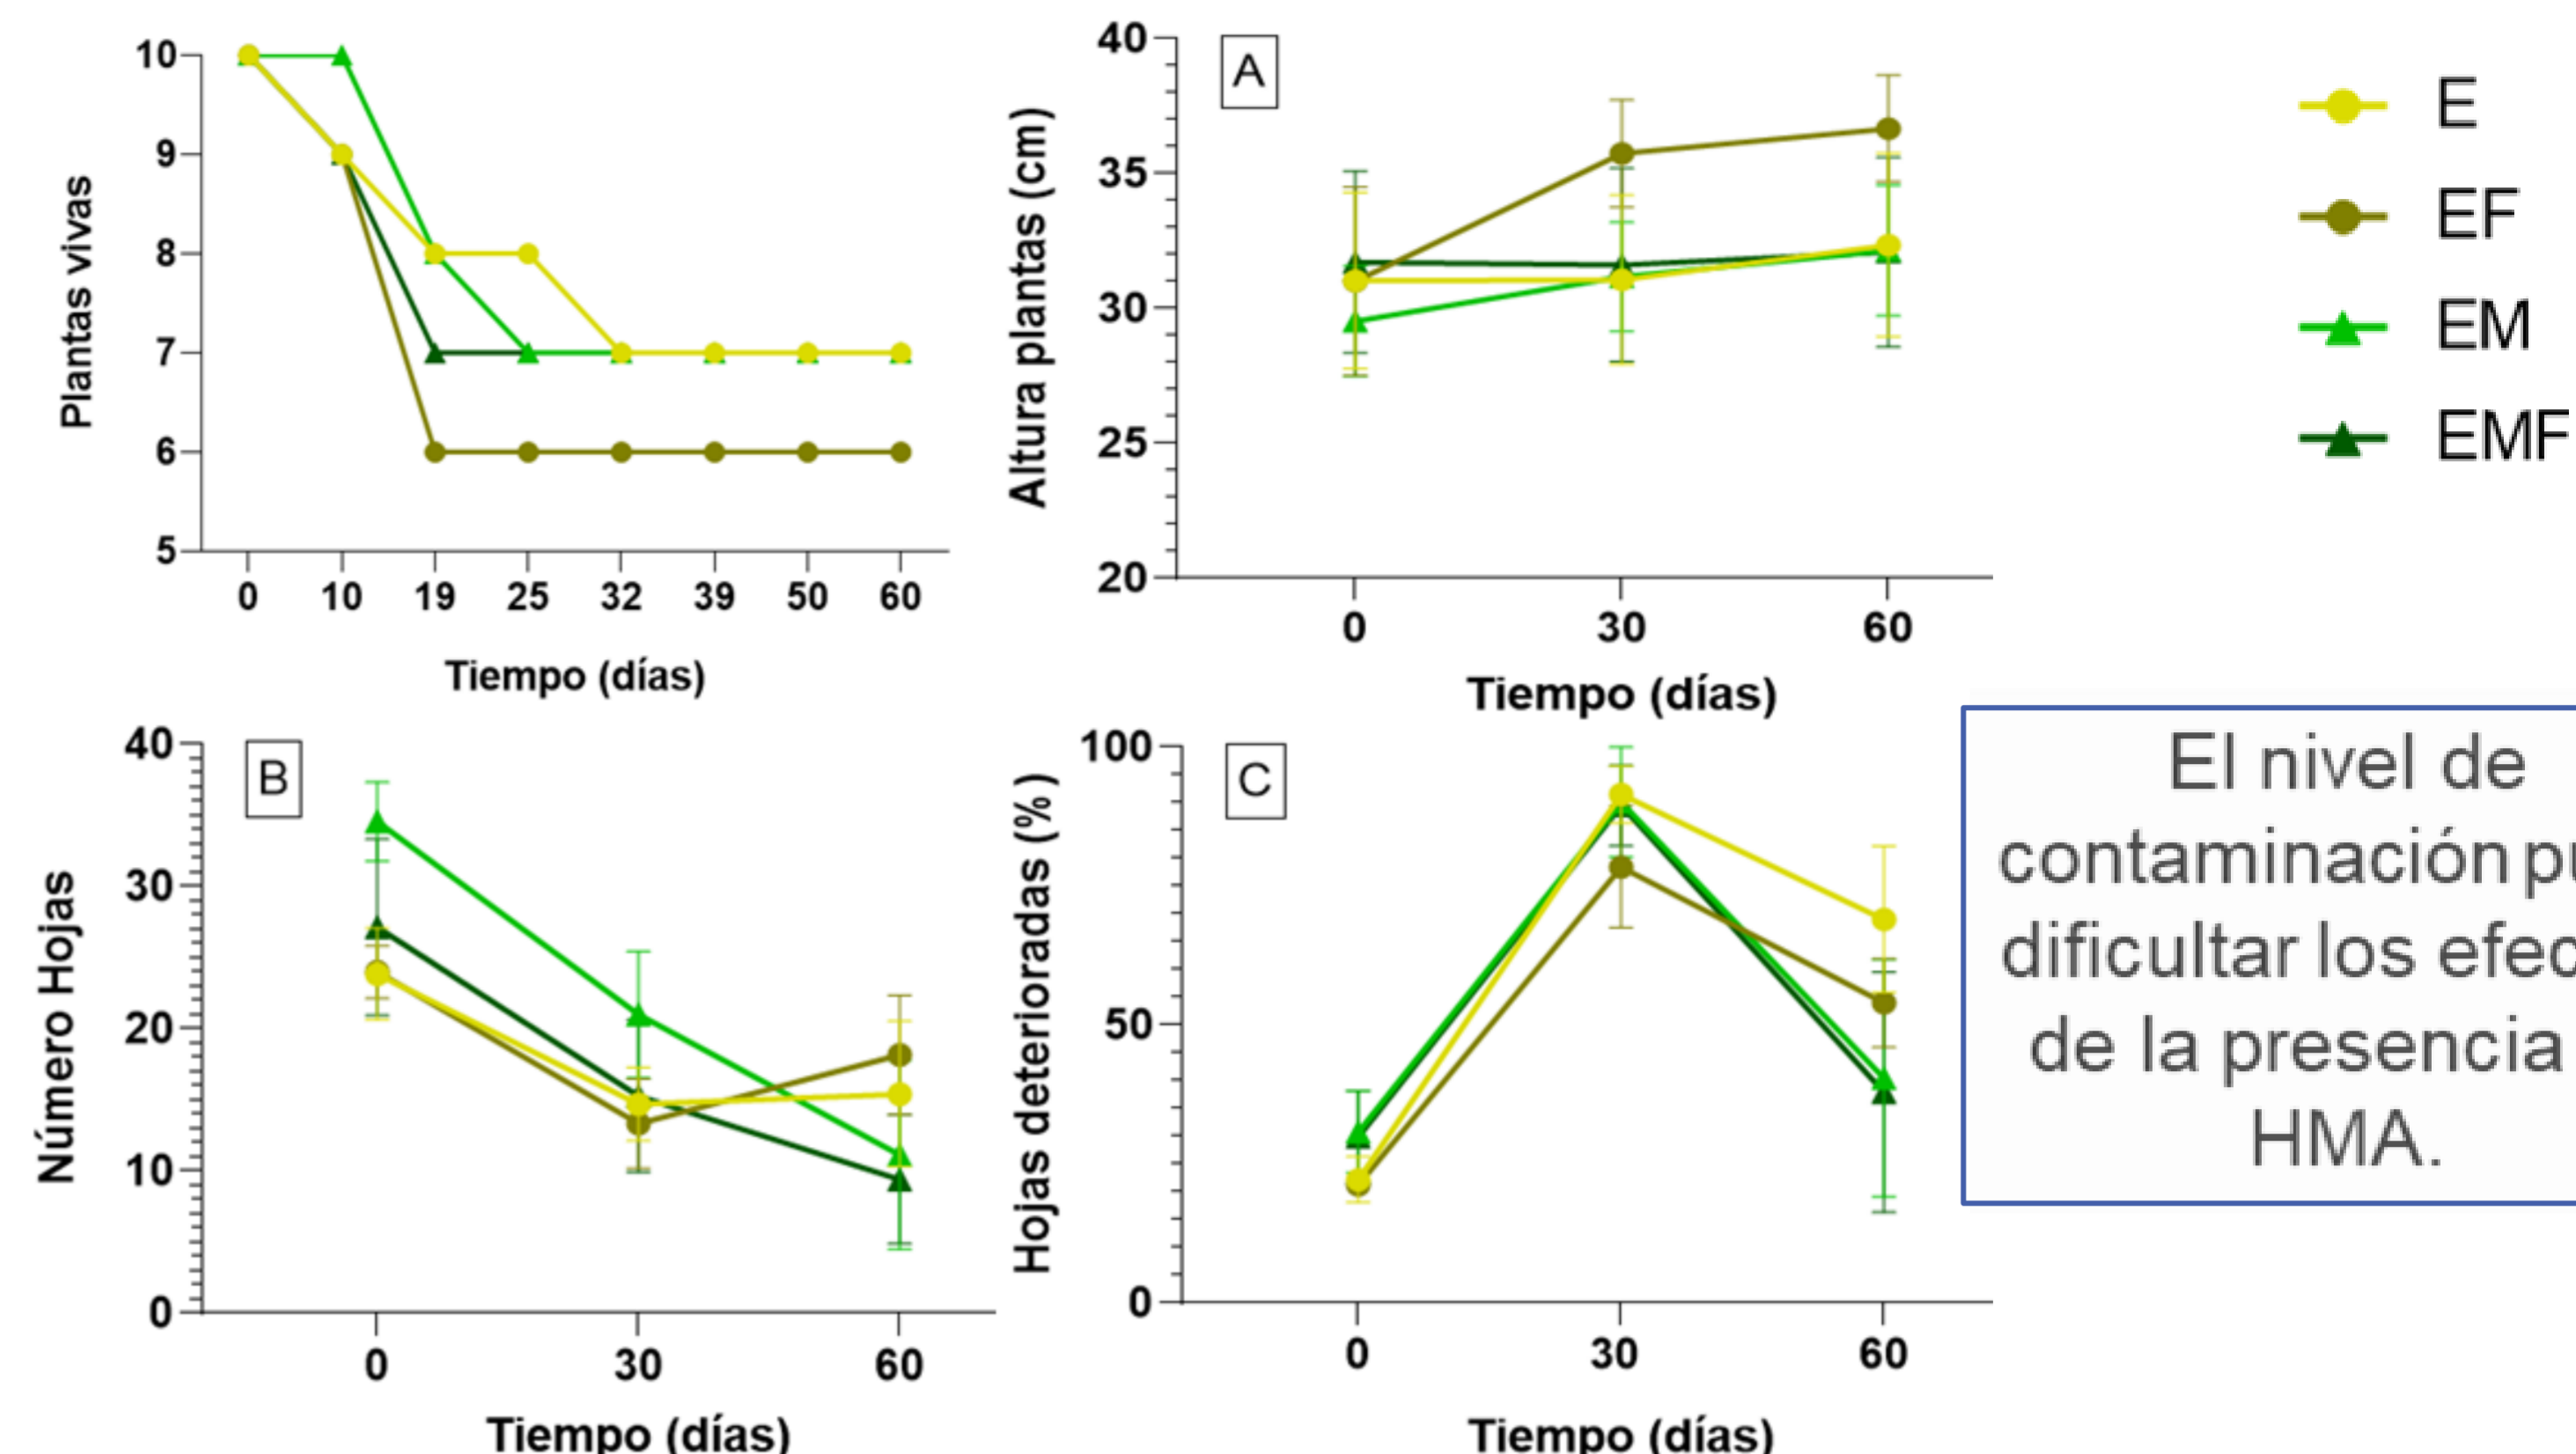 10
9
8
7
6
5
Plantas vivas
0 10 19 25 32 39 50 60
Tiempo (días)
A
40
35
30
25
20
Altura plantas (cm)
0 30 60
Tiempo (días)
E
EF
EM
EMF
B
40
30
20
10
0
Número Hojas
0 30 60
Tiempo (días)
C
100
50
0
Hojas deterioradas (%)
0 30 60
Tiempo (días)
El nivel de
contaminación
dificultar los
de la presencia
HMA.